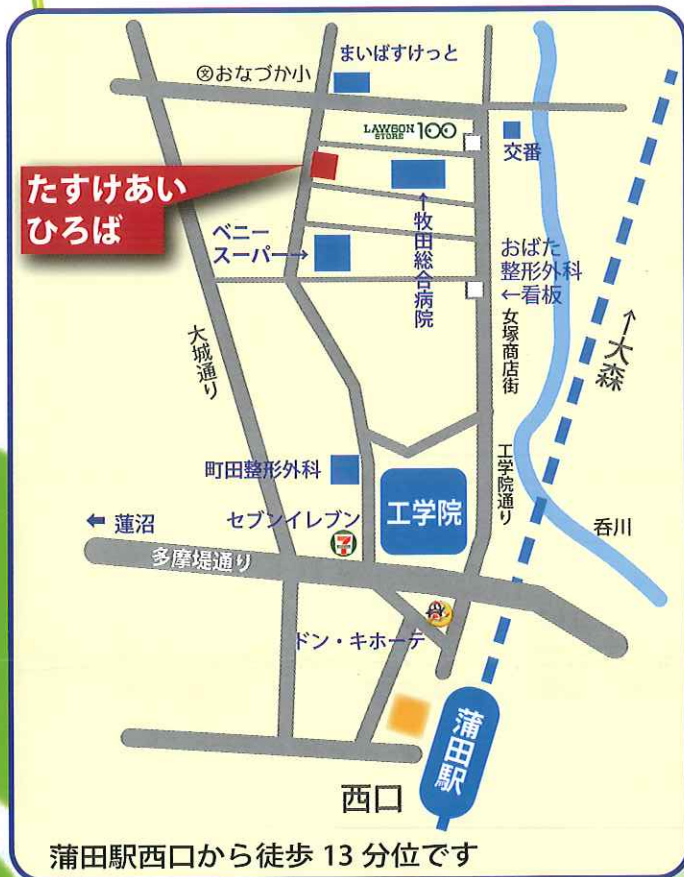 まいばすけっと
㊫おなづか小
LAWSON
STORE 100
交番
たすけあい
ひろば
ベニー
スーパー→
↑牧田総合病院
おばた
整形外科
←看板
女塚商店街
↑大森
大城通り
町田整形外科
工学院
工学院通り
セブンイレブン
← 蓮沼
7
呑川
多摩堤通り
ドン・キホーテ
蒲田駅
西口
蒲田駅西口から徒歩 13 分位です